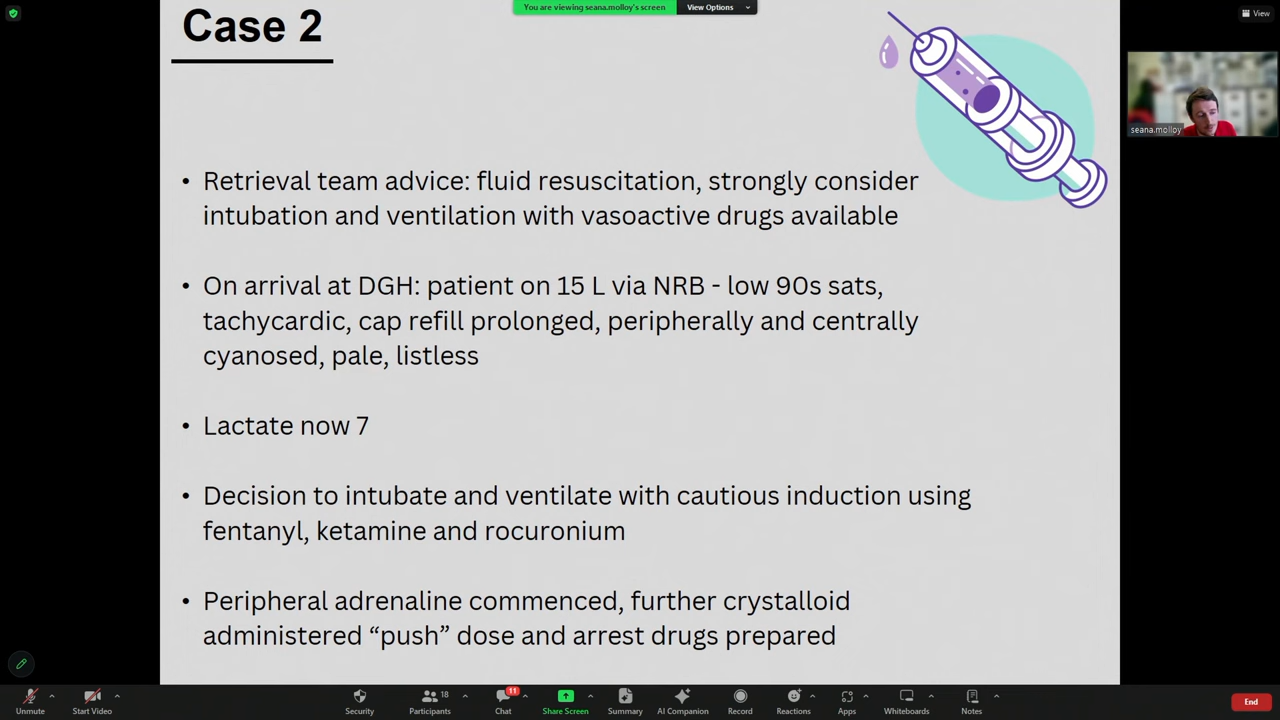 You are viewing seana.molloy's screen
View Options
View
Case 2
seana.molloy
• Retrieval team advice: fluid resuscitation, strongly consider
intubation and ventilation with vasoactive drugs available
• On arrival at DGH: patient on 15 L via NRB - low 90s sats,
tachycardic, cap refill prolonged, peripherally and centrally
cyanosed, pale, listless
• Lactate now 7
• Decision to intubate and ventilate with cautious induction using
fentanyl, ketamine and rocuronium
• Peripheral adrenaline commenced, further crystalloid
administered “push” dose and arrest drugs prepared
Unmute
Start Video
Security
Participants
18
Chat
11
Share Screen
Summary
AI Companion
Record
Reactions
Apps
Whiteboards
Notes
End